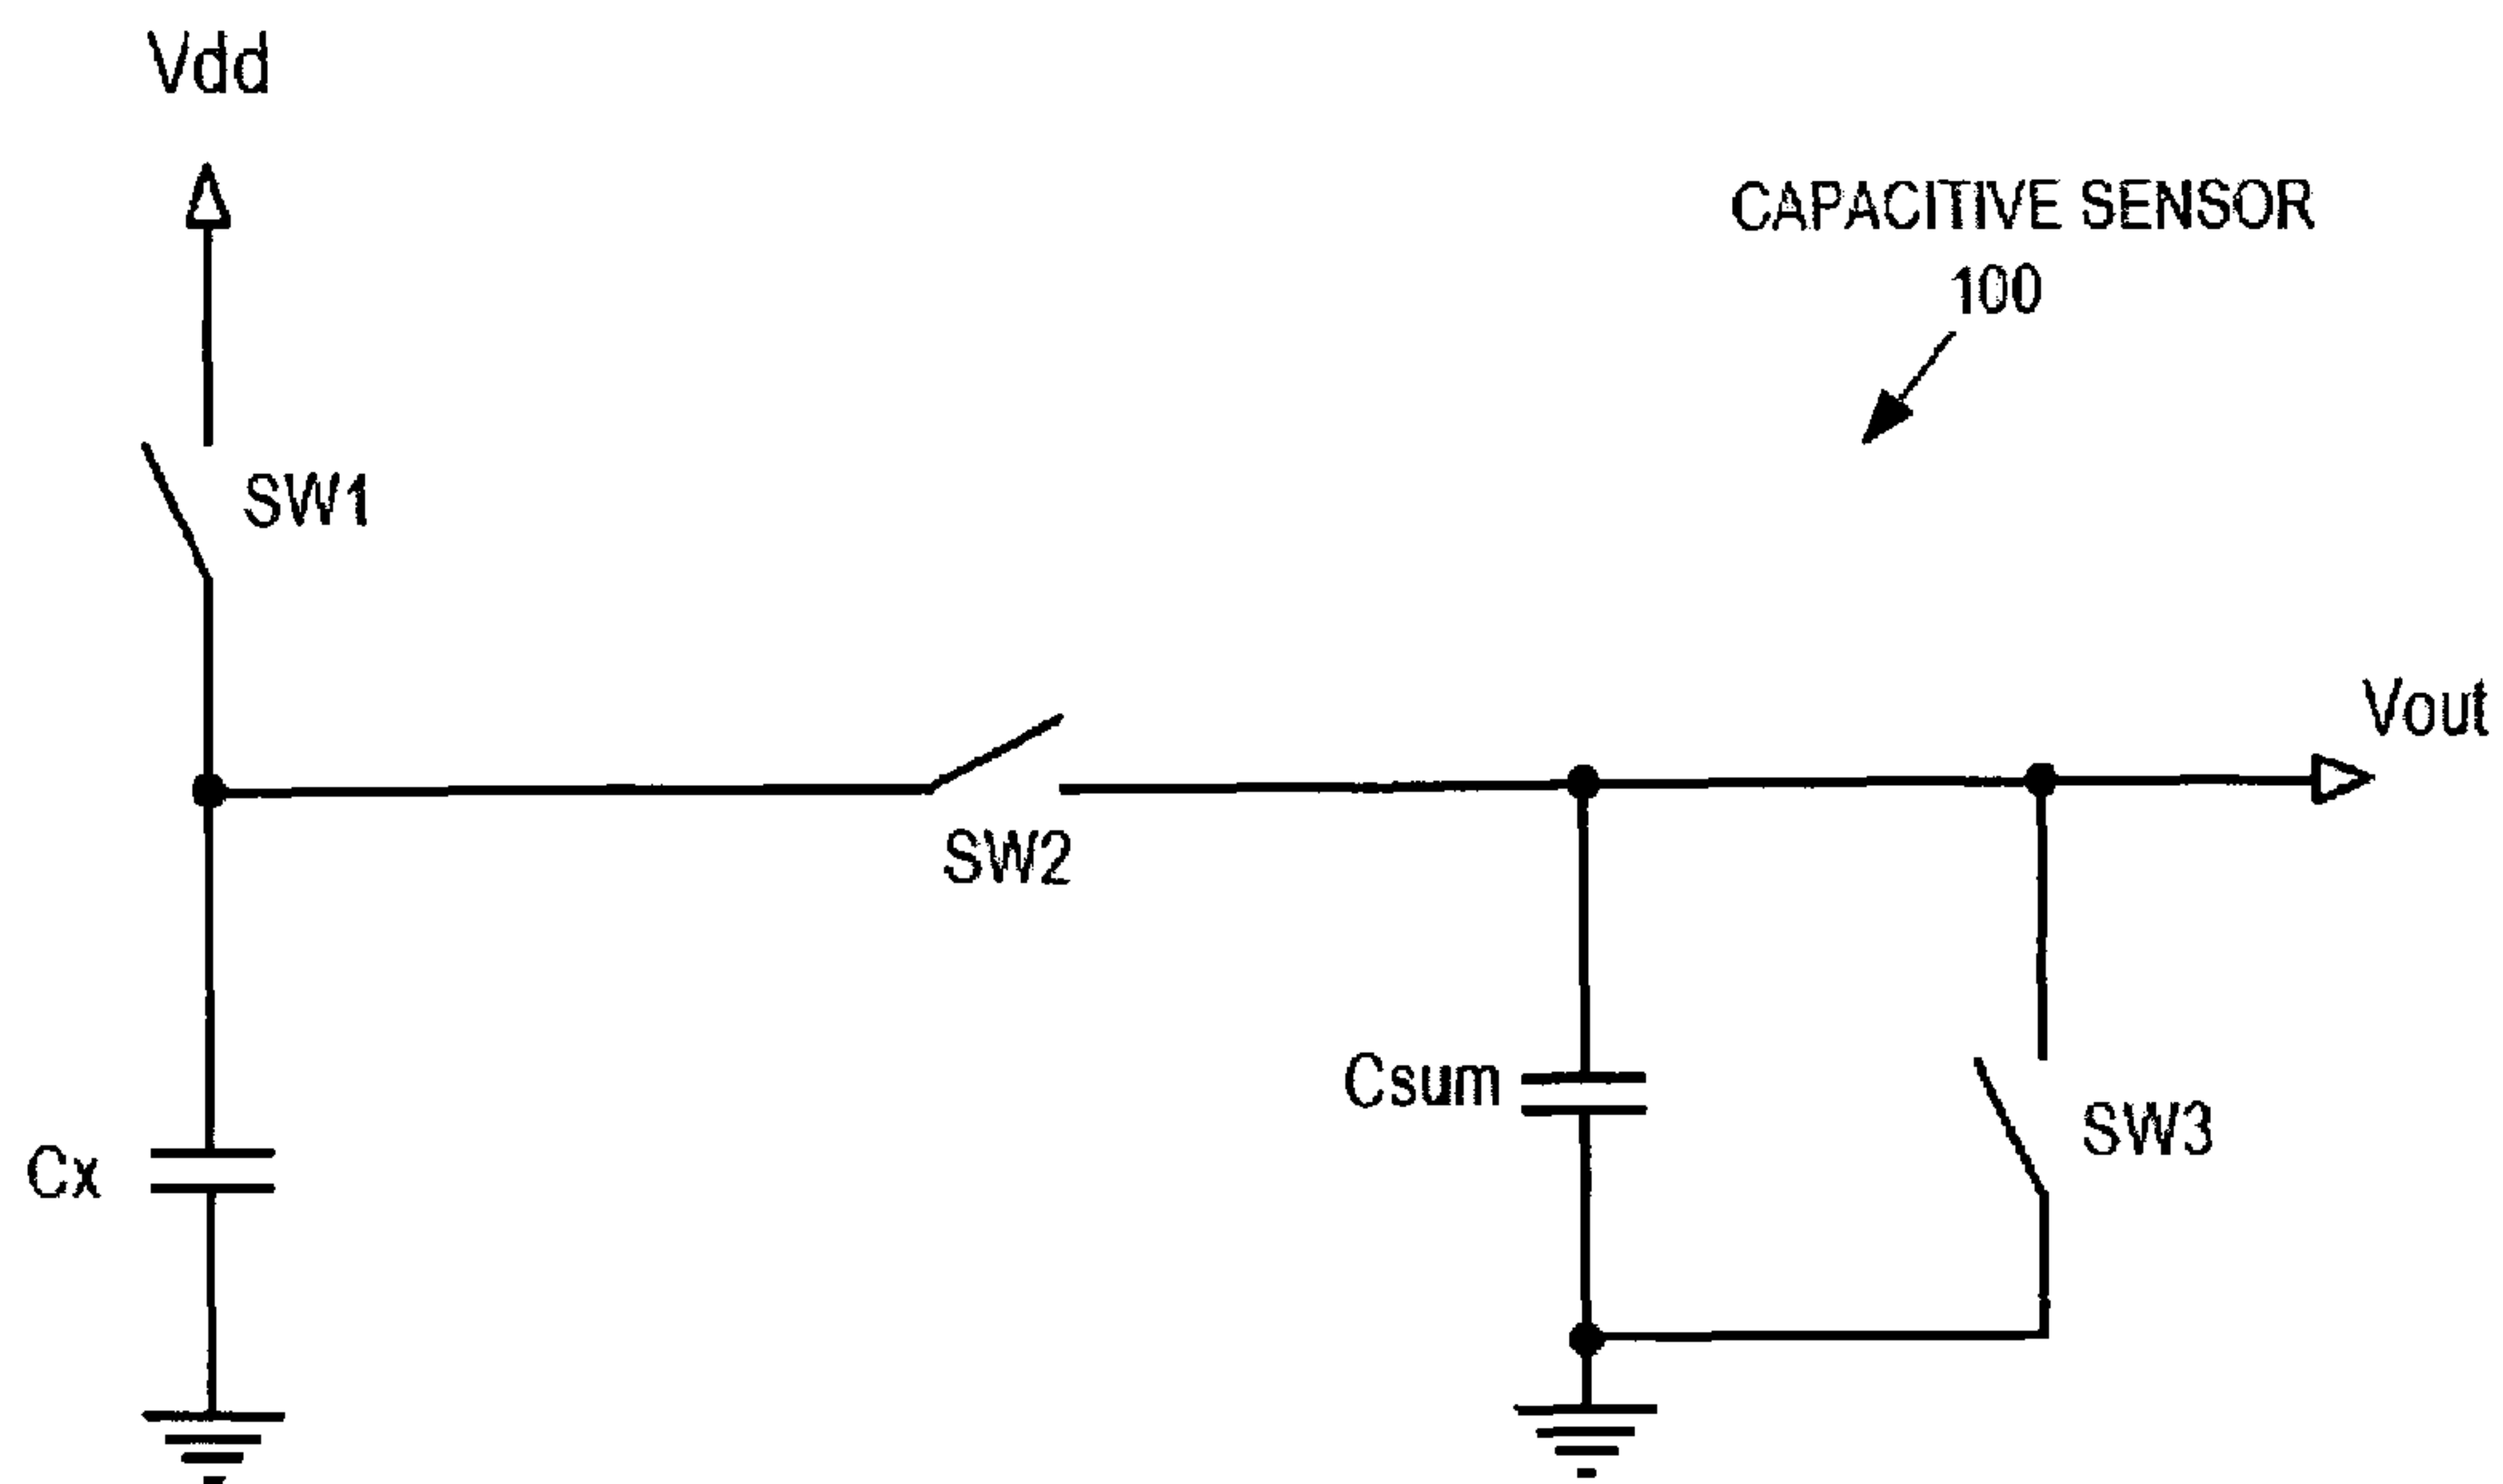 Vdd
CAPACITIVE SENSOR
100
SW1
Vout
SW2
Csum
SW3
Cx